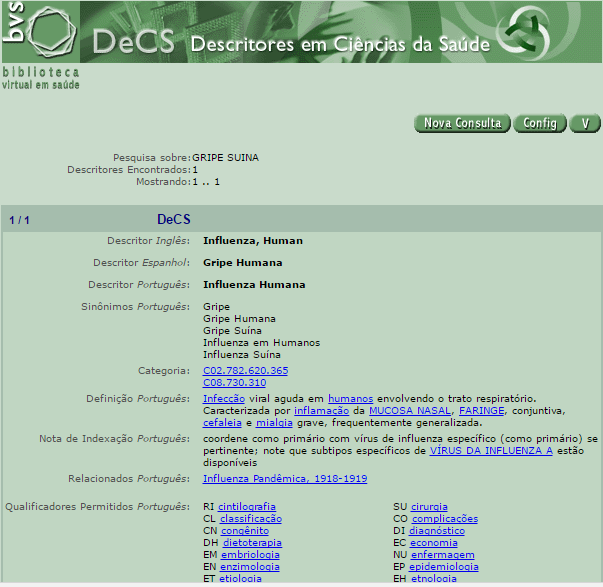 bvs
DeCS Descritores em Ciências da Saúde
biblioteca
virtual em saúde
Nova Consulta Config V
Pesquisa sobre: GRIPE SUINA
Descritores Encontrados: 1
Mostrando: 1 .. 1
1 / 1 DeCS
Descritor Inglês: Influenza, Human
Descritor Espanhol: Gripe Humana
Descritor Português: Influenza Humana
Sinônimos Português: Gripe
Gripe Humana
Gripe Suína
Influenza em Humanos
Influenza Suína
Categoria: C02.782.620.365
C08.730.310
Definição Português: Infecção viral aguda em humanos envolvendo o trato respiratório.
Caracterizada por inflamação da MUCOSA NASAL, FARINGE, conjuntiva,
cefaleia e mialgia grave, frequentemente generalizada.
Nota de Indexação Português: coordene como primário com vírus de influenza específico (como primário) se
pertinente; note que subtipos específicos de VÍRUS DA INFLUENZA A estão
disponíveis
Relacionados Português: Influenza Pandêmica, 1918-1919
Qualificadores Permitidos Português: RI cintilografia SU cirurgia
CL classificação CO complicações
CN congênito DI diagnóstico
DH dietoterapia EC economia
EM embriologia NU enfermagem
EN enzimologia EP epidemiologia
ET etiologia EH etnologia